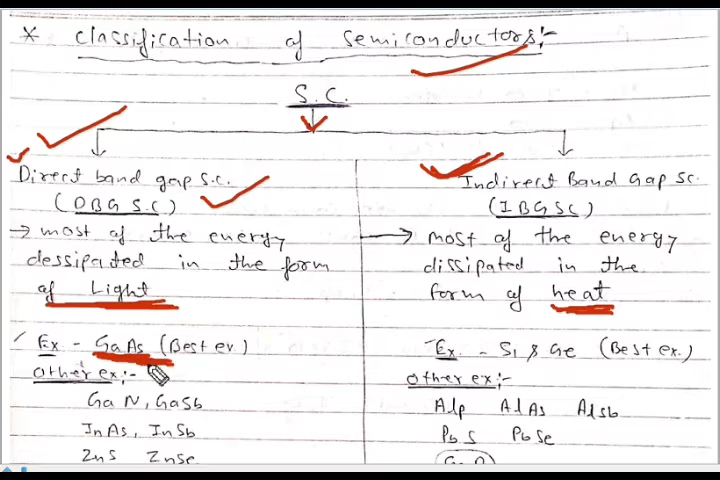 * Classification of semiconductors:-
S.C.
Direct band gap S.C.
(DBG S.C)
→ most of the energy
dessipated in the form
of Light
Ex - GaAs (Best ex.)
other ex:-
GaN, GaSb
InAs, InSb
ZnS ZnSe
Indirect Band Gap SC.
(IBGSC)
→ most of the energy
dissipated in the
form of heat
Ex. - Si & Ge (Best ex.)
other ex:-
Alp AlAs Alsb
PbS PbSe